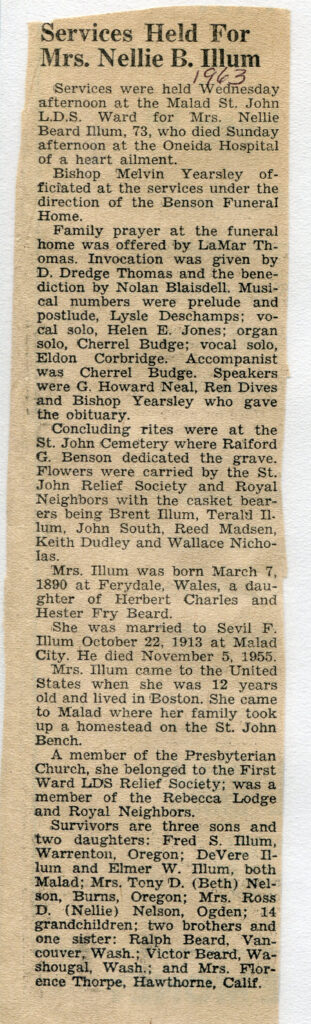 Services Held For
Mrs. Nellie B. Illum
1963
Services were held Wednesday
afternoon at the Malad St. John
L.D.S. Ward for Mrs. Nellie
Beard Illum, 73, who died Sunday
afternoon at the Oneida Hospital
of a heart ailment.
Bishop Melvin Yearsley of-
ficiated at the services under the
direction of the Benson Funeral
Home.
Family prayer at the funeral
home was offered by LaMar Th-
omas. Invocation was given by
D. Dredge Thomas and the bene-
diction by Nolan Blaisdell. Musi-
cal numbers were prelude and
postlude, Lysle Deschamps; vo-
cal solo, Helen E. Jones; organ
solo, Cherrel Budge; vocal solo,
Eldon Corbridge. Accompanist
was Cherrel Budge. Speakers
were G. Howard Neal, Ren Dives
and Bishop Yearsley who gave
the obituary.
Concluding rites were at the
St. John Cemetery where Raiford
G. Benson dedicated the grave.
Flowers were carried by the St.
John Relief Society and Royal
Neighbors with the casket bear-
ers being Brent Illum, Terald Il-
lum, John South, Reed Madsen,
Keith Dudley and Wallace Nicho-
las.
Mrs. Illum was born March 7,
1890 at Ferydale, Wales, a dau-
ghter of Herbert Charles and
Hester Fry Beard.
She was married to Sevil F.
Illum October 22, 1913 at Malad
City. He died November 5, 1955.
Mrs. Illum came to the United
States when she was 12 years
old and lived in Boston. She came
to Malad where her family took
up a homestead on the St. John
Bench.
A member of the Presbyterian
Church, she belonged to the First
Ward LDS Relief Society; was a
member of the Rebecca Lodge
and Royal Neighbors.
Survivors are three sons and
two daughters: Fred S. Illum,
Warrenton, Oregon; DeVere Il-
lum and Elmer W. Illum, both
Malad; Mrs. Tony D. (Beth) Nel-
son, Burns, Oregon; Mrs. Ross
D. (Nellie) Nelson, Ogden; 14
grandchildren; two brothers and
one sister: Ralph Beard, Van-
couver, Wash.; Victor Beard, Wa-
shougal, Wash.; and Mrs. Flor-
ence Thorpe, Hawthorne, Calif.